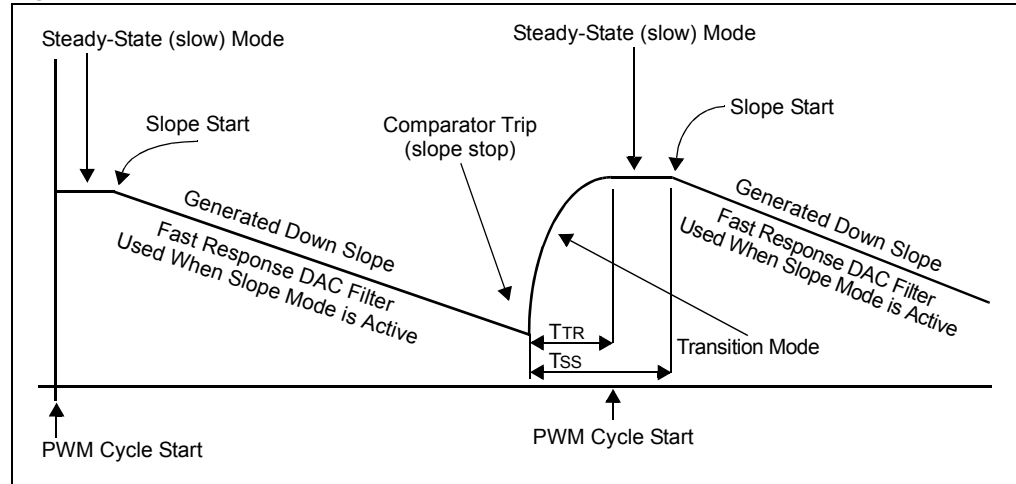 Steady-State (slow) Mode
Steady-State (slow) Mode
Slope Start
Comparator Trip
(slope stop)
Slope Start
Generated Down Slope
Fast Response DAC Filter
Used When Slope Mode is Active
Generated Down Slope
Fast Response DAC Filter
Used When Slope Mode is Active
TTR
TSS
Transition Mode
PWM Cycle Start
PWM Cycle Start